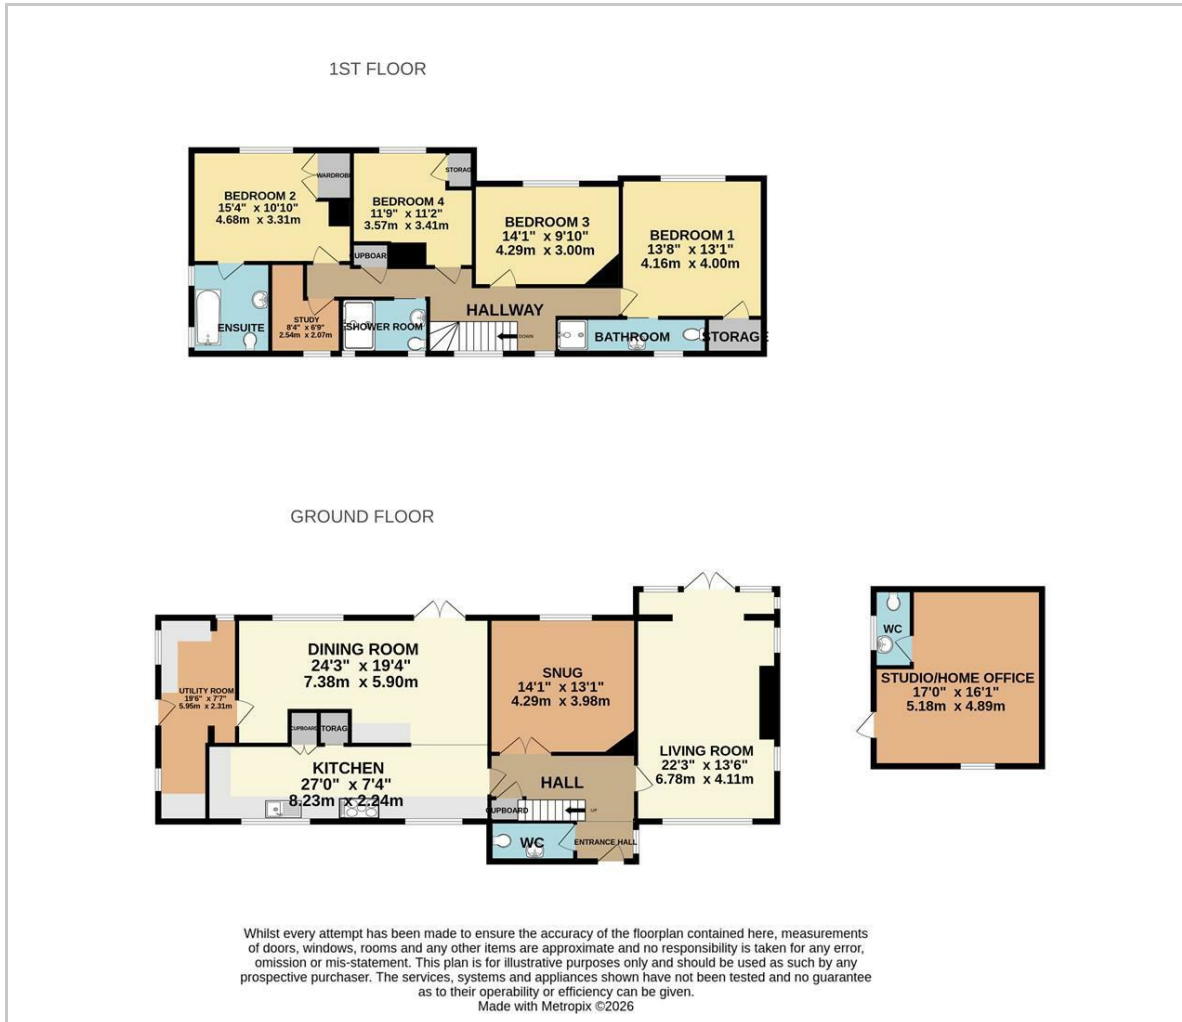 1ST FLOOR
WARDROBE
STORAGE
BEDROOM 2
15'4" x 10'10"
4.68m x 3.31m
BEDROOM 4
11'9" x 11'2"
3.57m x 3.41m
BEDROOM 3
14'1" x 9'10"
4.29m x 3.00m
BEDROOM 1
13'8" x 13'1"
4.16m x 4.00m
CUPBOARD
HALLWAY
ENSUITE
STUDY
8'4" x 6'9"
2.54m x 2.07m
SHOWER ROOM
DOWN
BATHROOM
STORAGE
GROUND FLOOR
DINING ROOM
24'3" x 19'4"
7.38m x 5.90m
SNUG
14'1" x 13'1"
4.29m x 3.98m
UTILITY ROOM
19'6" x 7'7"
5.95m x 2.31m
CUPBOARD
STORAGE
KITCHEN
27'0" x 7'4"
8.23m x 2.24m
HALL
LIVING ROOM
22'3" x 13'6"
6.78m x 4.11m
CUPBOARD
UP
WC
ENTRANCE HALL
WC
STUDIO/HOME OFFICE
17'0" x 16'1"
5.18m x 4.89m
Whilst every attempt has been made to ensure the accuracy of the floorplan contained here, measurements
of doors, windows, rooms and any other items are approximate and no responsibility is taken for any error,
omission or mis-statement. This plan is for illustrative purposes only and should be used as such by any
prospective purchaser. The services, systems and appliances shown have not been tested and no guarantee
as to their operability or efficiency can be given.
Made with Metropix ©2026